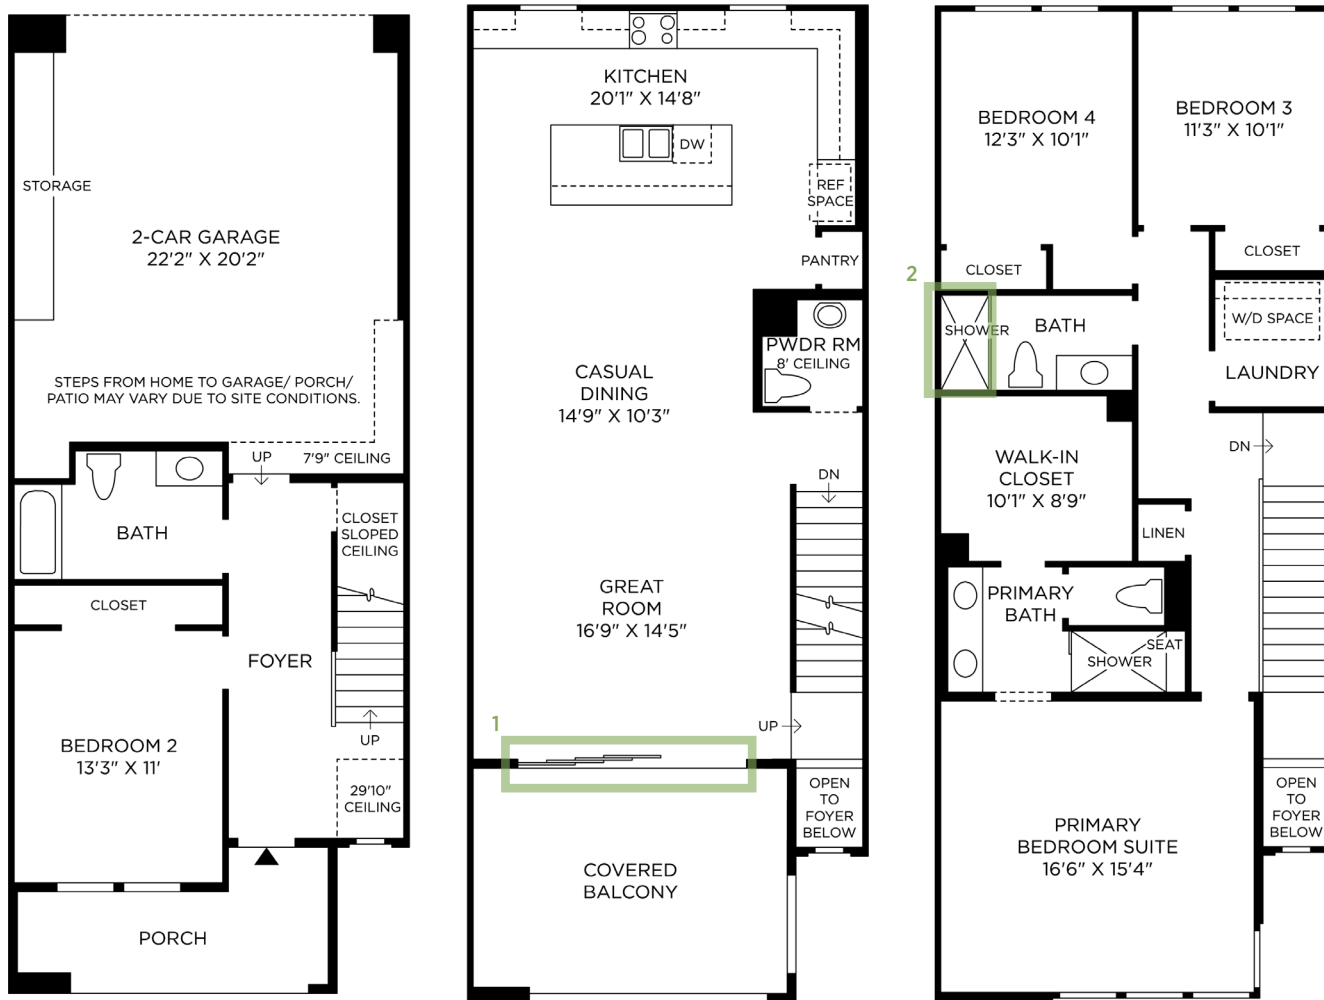 STORAGE
2-CAR GARAGE
22'2" X 20'2"
STEPS FROM HOME TO GARAGE/ PORCH/
PATIO MAY VARY DUE TO SITE CONDITIONS.
UP
7'9" CEILING
BATH
CLOSET
SLOPED
CEILING
CLOSET
FOYER
BEDROOM 2
13'3" X 11'
UP
29'10"
CEILING
PORCH
KITCHEN
20'1" X 14'8"
DW
REF
SPACE
PANTRY
PWDR RM
8' CEILING
CASUAL
DINING
14'9" X 10'3"
DN
GREAT
ROOM
16'9" X 14'5"
1
UP
OPEN
TO
FOYER
BELOW
COVERED
BALCONY
BEDROOM 4
12'3" X 10'1"
BEDROOM 3
11'3" X 10'1"
CLOSET
CLOSET
2
SHOWER
BATH
W/D SPACE
LAUNDRY
DN
WALK-IN
CLOSET
10'1" X 8'9"
LINEN
PRIMARY
BATH
SEAT
SHOWER
OPEN
TO
FOYER
BELOW
PRIMARY
BEDROOM SUITE
16'6" X 15'4"